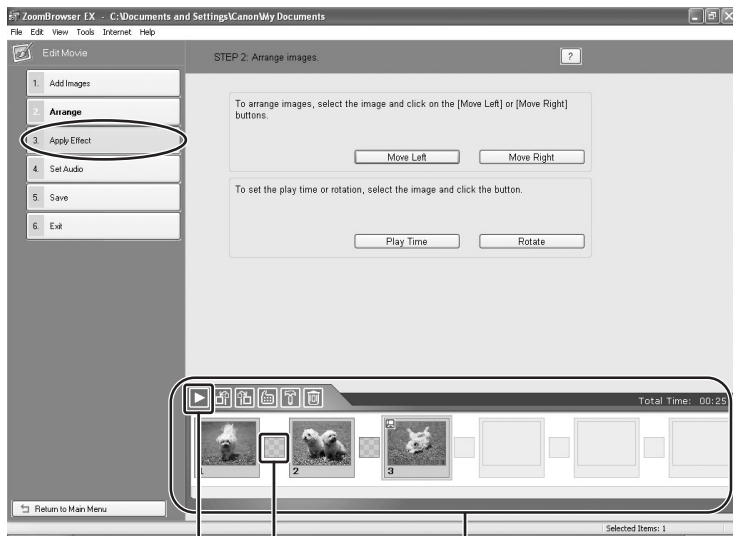 ZoomBrowser EX - C:\Documents and Settings\Canon\My Documents
File Edit View Tools Internet Help
Edit Movie
STEP 2: Arrange images.
?
1. Add Images
2. Arrange
3. Apply Effect
4. Set Audio
5. Save
6. Exit
To arrange images, select the image and click on the [Move Left] or [Move Right]
buttons.
Move Left Move Right
To set the play time or rotation, select the image and click the button.
Play Time Rotate
Total Time: 00:25
1 2 3
Return to Main Menu
Selected Items: 1